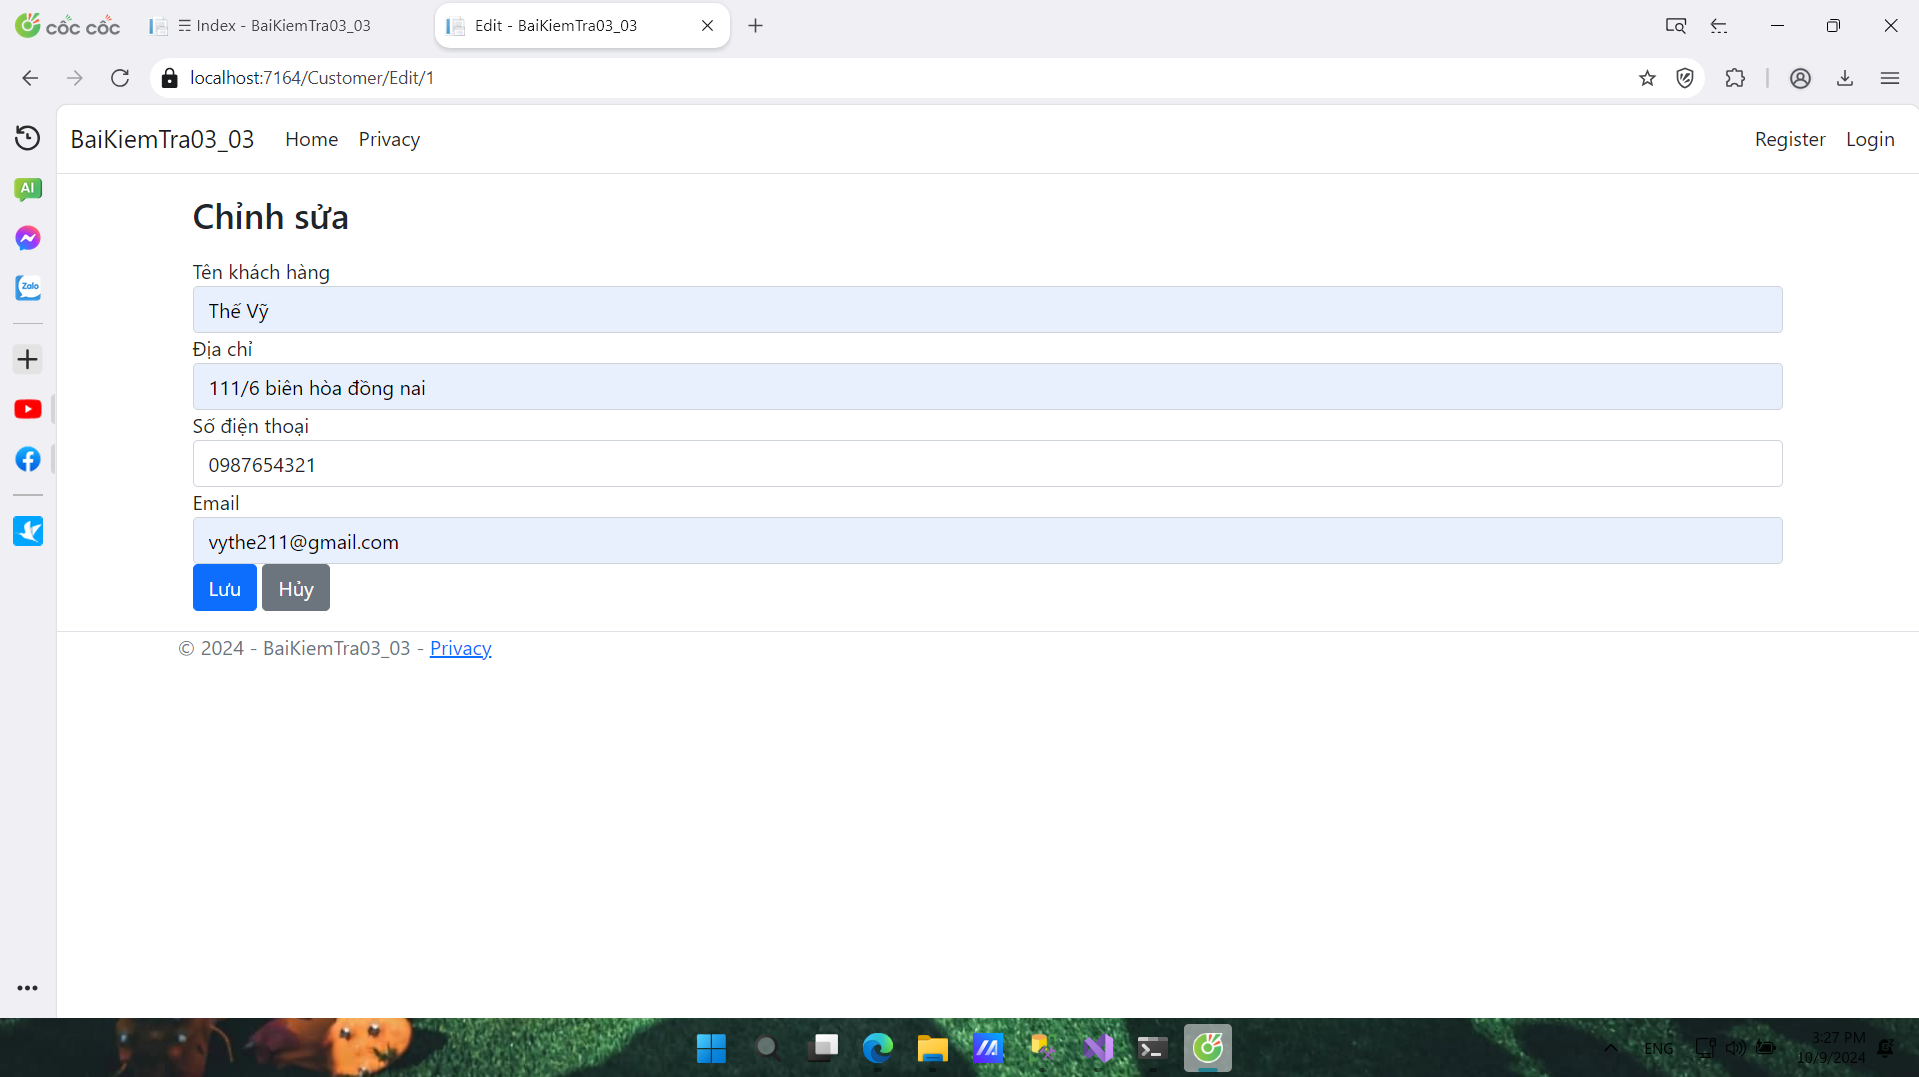 cốc cốc
☰ Index - BaiKiemTra03_03
Edit - BaiKiemTra03_03
localhost:7164/Customer/Edit/1
BaiKiemTra03_03
Home
Privacy
Register
Login
AI
Zalo
Chỉnh sửa
Tên khách hàng
Thế Vỹ
Địa chỉ
111/6 biên hòa đồng nai
Số điện thoại
0987654321
Email
vythe211@gmail.com
Lưu
Hủy
© 2024 - BaiKiemTra03_03 - Privacy
ENG
3:27 PM
10/9/2024